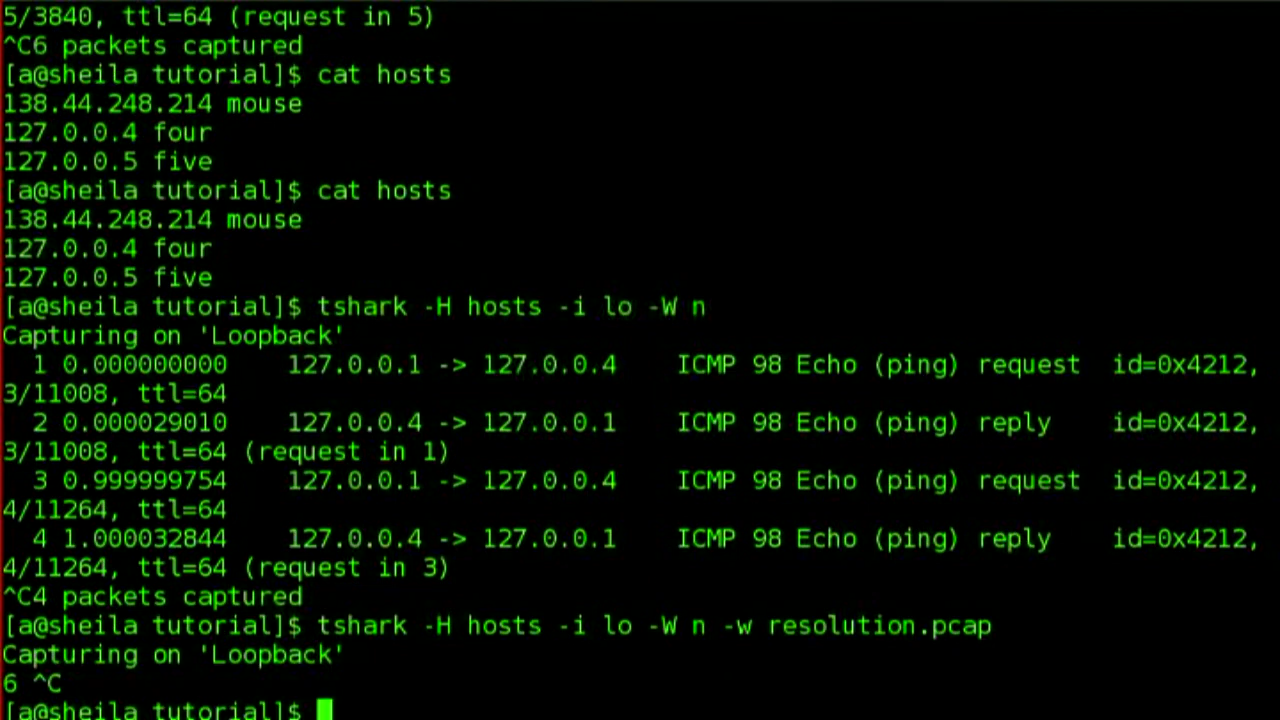 5/3840, ttl=64 (request in 5)
^C6 packets captured
[a@sheila tutorial]$ cat hosts
138.44.248.214 mouse
127.0.0.4 four
127.0.0.5 five
[a@sheila tutorial]$ cat hosts
138.44.248.214 mouse
127.0.0.4 four
127.0.0.5 five
[a@sheila tutorial]$ tshark -H hosts -i lo -W n
Capturing on 'Loopback'
  1 0.000000000    127.0.0.1 -> 127.0.0.4    ICMP 98 Echo (ping) request  id=0x4212,
3/11008, ttl=64
  2 0.000029010    127.0.0.4 -> 127.0.0.1    ICMP 98 Echo (ping) reply    id=0x4212,
3/11008, ttl=64 (request in 1)
  3 0.999999754    127.0.0.1 -> 127.0.0.4    ICMP 98 Echo (ping) request  id=0x4212,
4/11264, ttl=64
  4 1.000032844    127.0.0.4 -> 127.0.0.1    ICMP 98 Echo (ping) reply    id=0x4212,
4/11264, ttl=64 (request in 3)
^C4 packets captured
[a@sheila tutorial]$ tshark -H hosts -i lo -W n -w resolution.pcap
Capturing on 'Loopback'
6 ^C
[a@sheila tutorial]$